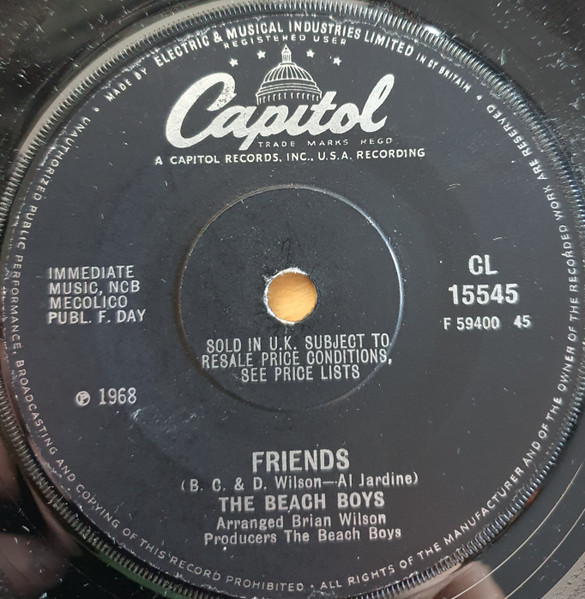 MADE BY ELECTRIC & MUSICAL INDUSTRIES LIMITED IN GT BRITAIN • ALL RIGHTS OF THE MANUFACTURER AND OF THE OWNER OF THE RECORDED WORK ARE RESERVED • UNAUTHORIZED PUBLIC PERFORMANCE, BROADCASTING AND COPYING OF THIS RECORD PROHIBITED •
REGISTERED USER
Capitol
TRADE MARKS REGD
A CAPITOL RECORDS, INC., U.S.A. RECORDING
IMMEDIATE
MUSIC, NCB
MECOLICO
PUBL. F. DAY
CL
15545
F 59400 45
SOLD IN U.K. SUBJECT TO
RESALE PRICE CONDITIONS,
SEE PRICE LISTS
℗ 1968
FRIENDS
(B. C. & D. Wilson—Al Jardine)
THE BEACH BOYS
Arranged Brian Wilson
Producers The Beach Boys